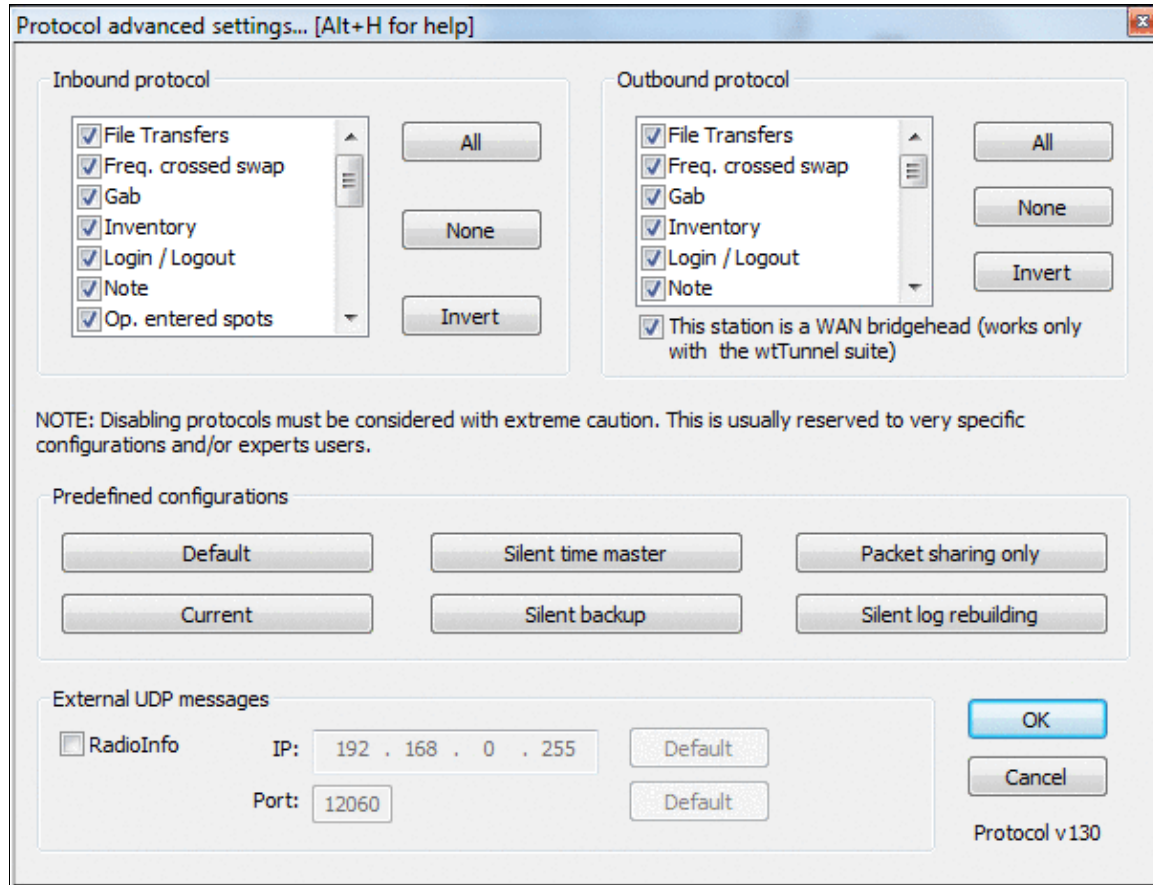 Protocol advanced settings... [Alt+H for help]
Inbound protocol
File Transfers
Freq. crossed swap
Gab
Inventory
Login / Logout
Note
Op. entered spots
All
None
Invert
Outbound protocol
File Transfers
Freq. crossed swap
Gab
Inventory
Login / Logout
Note
All
None
Invert
This station is a WAN bridgehead (works only
with the wtTunnel suite)
NOTE: Disabling protocols must be considered with extreme caution. This is usually reserved to very specific
configurations and/or experts users.
Predefined configurations
Default
Silent time master
Packet sharing only
Current
Silent backup
Silent log rebuilding
External UDP messages
RadioInfo
IP: 192 . 168 . 0 . 255
Default
Port: 12060
Default
OK
Cancel
Protocol v130